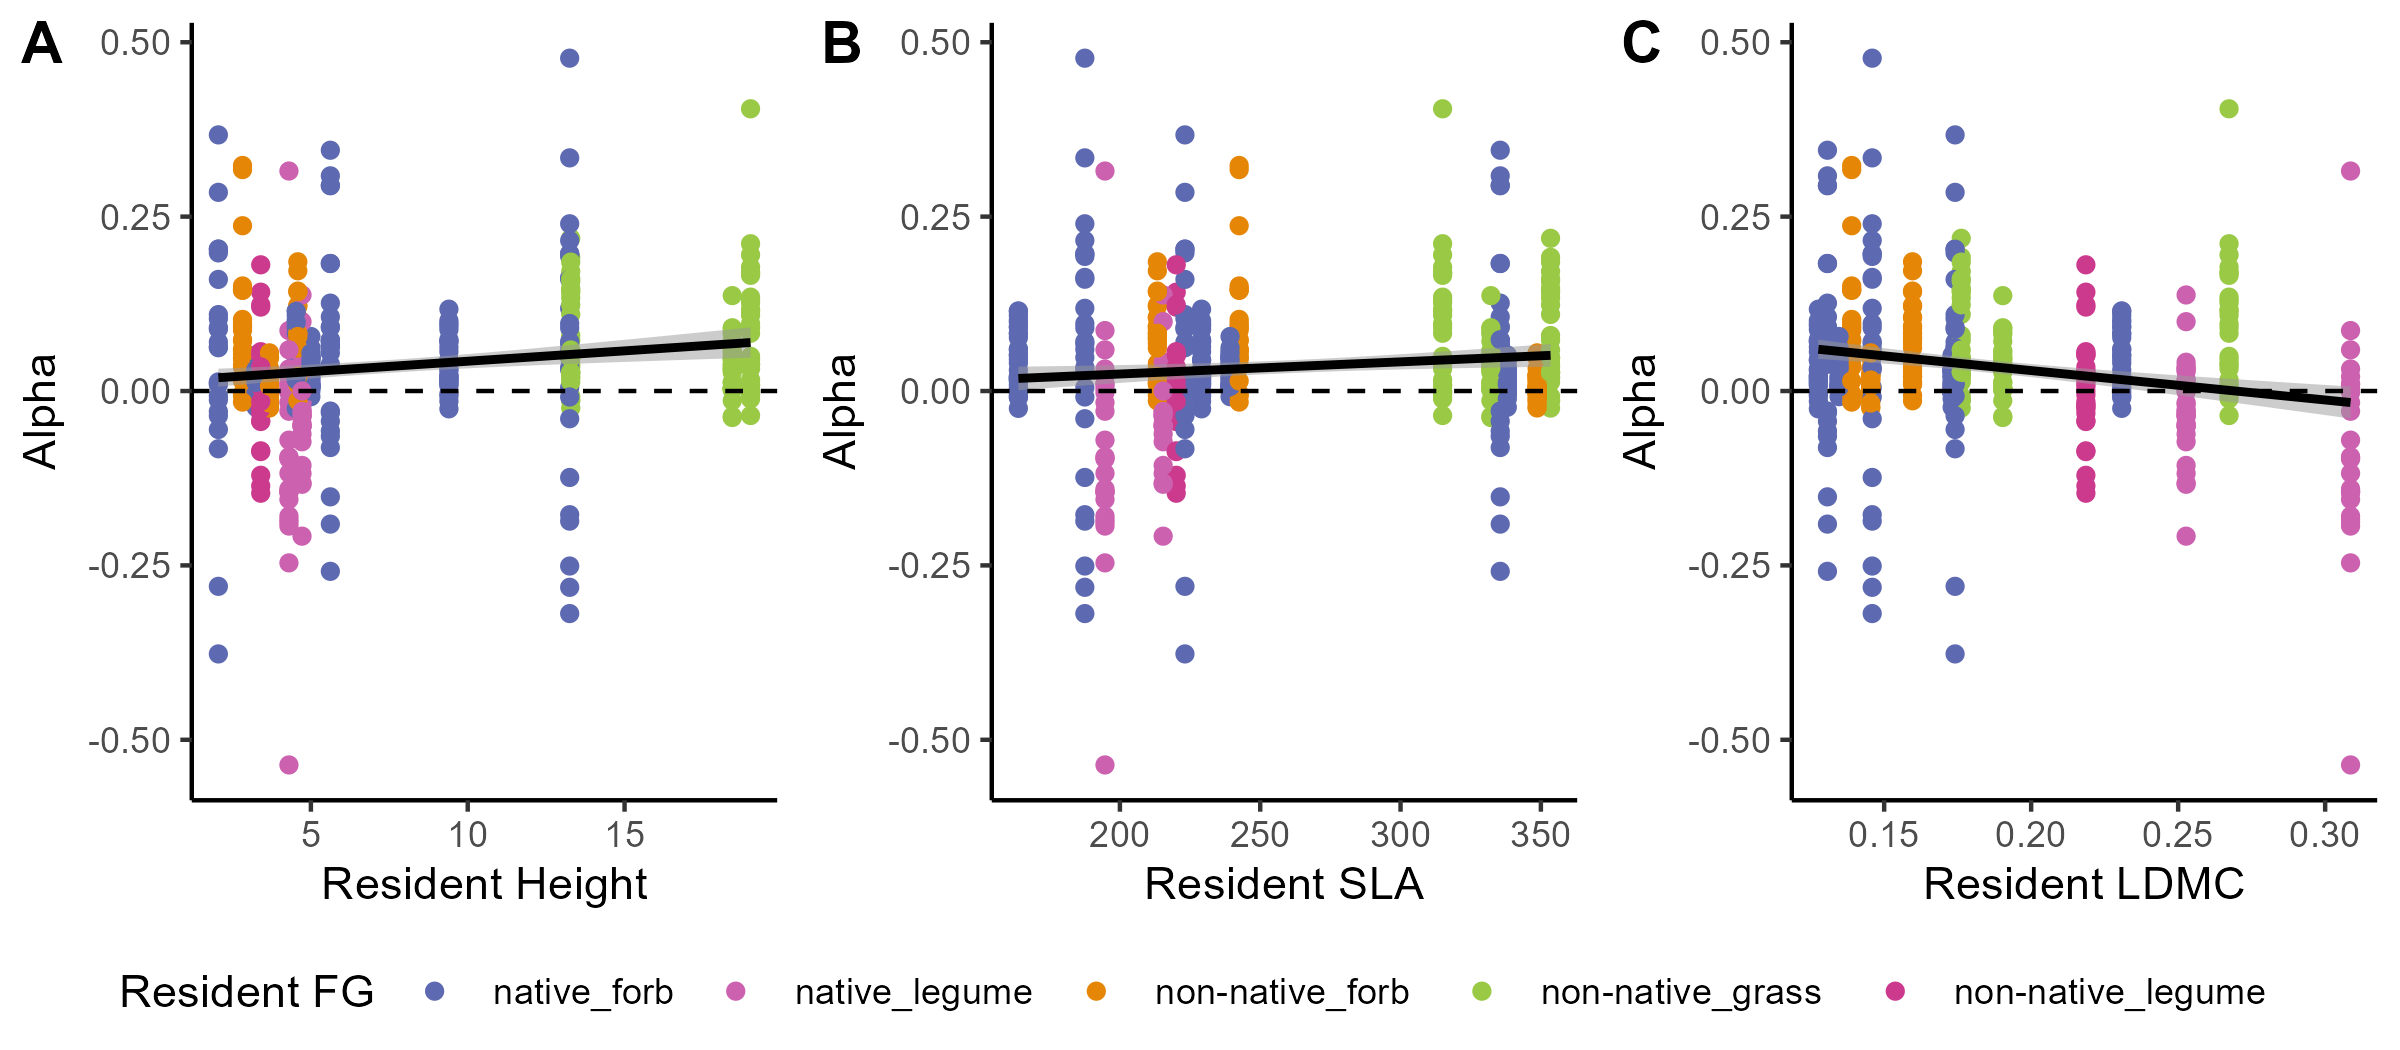 A
0.50
0.25
0.00
-0.25
-0.50
Alpha
5 10 15
Resident Height
B
0.50
0.25
0.00
-0.25
-0.50
Alpha
200 250 300 350
Resident SLA
C
0.50
0.25
0.00
-0.25
-0.50
Alpha
0.15 0.20 0.25 0.30
Resident LDMC
Resident FG native_forb native_legume non-native_forb non-native_grass non-native_legume